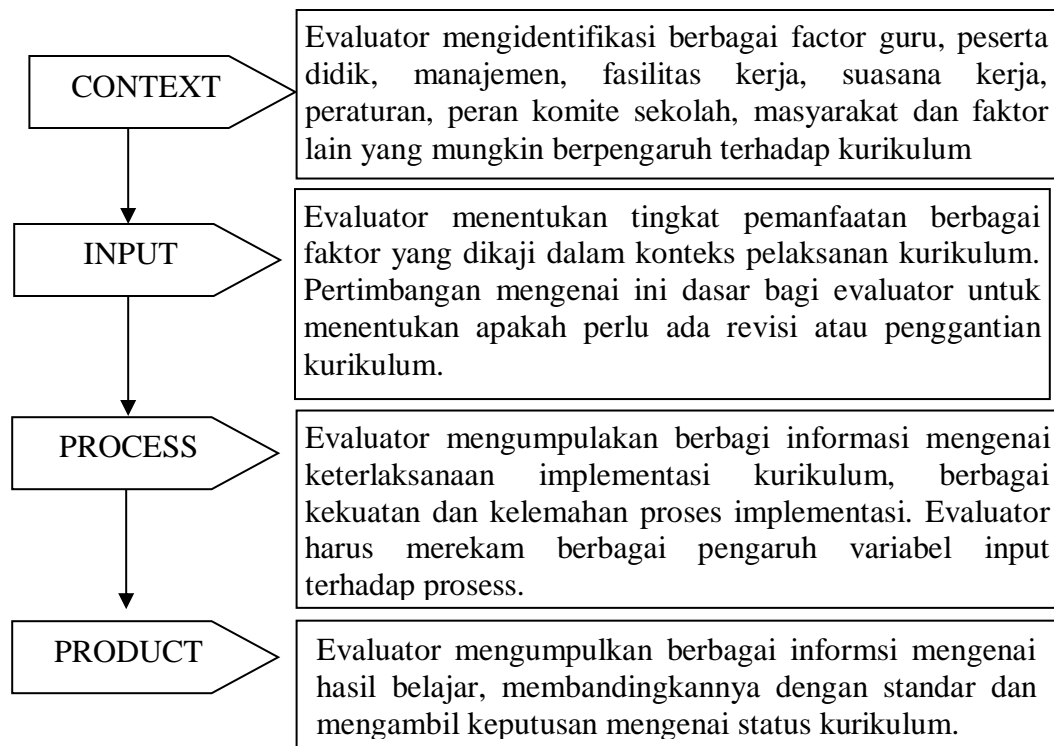 CONTEXT
Evaluator mengidentifikasi berbagai factor guru, peserta
didik, manajemen, fasilitas kerja, suasana kerja,
peraturan, peran komite sekolah, masyarakat dan faktor
lain yang mungkin berpengaruh terhadap kurikulum
INPUT
Evaluator menentukan tingkat pemanfaatan berbagai
faktor yang dikaji dalam konteks pelaksanan kurikulum.
Pertimbangan mengenai ini dasar bagi evaluator untuk
menentukan apakah perlu ada revisi atau penggantian
kurikulum.
PROCESS
Evaluator mengumpulakan berbagi informasi mengenai
keterlaksanaan implementasi kurikulum, berbagai
kekuatan dan kelemahan proses implementasi. Evaluator
harus merekam berbagai pengaruh variabel input
terhadap prosess.
PRODUCT
Evaluator mengumpulkan berbagai informsi mengenai
hasil belajar, membandingkannya dengan standar dan
mengambil keputusan mengenai status kurikulum.